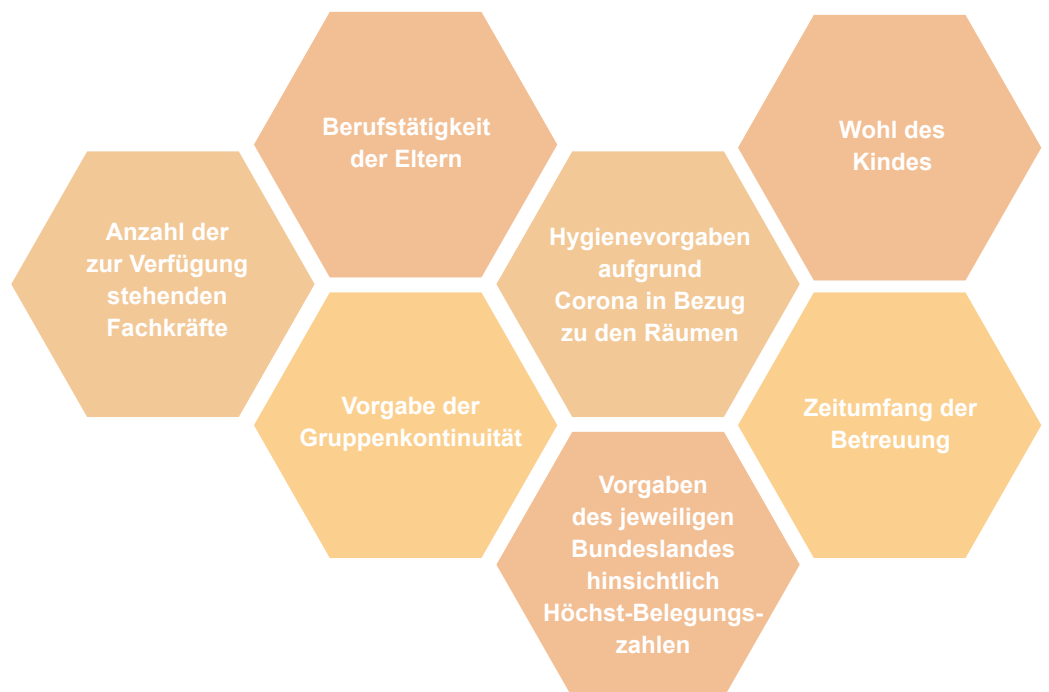 Berufstätigkeit
der Eltern
Wohl des
Kindes
Anzahl der
zur Verfügung
stehenden
Fachkräfte
Hygienevorgaben
aufgrund
Corona in Bezug
zu den Räumen
Vorgabe der
Gruppenkontinuität
Zeitumfang der
Betreuung
Vorgaben
des jeweiligen
Bundeslandes
hinsichtlich
Höchst-Belegungs-
zahlen